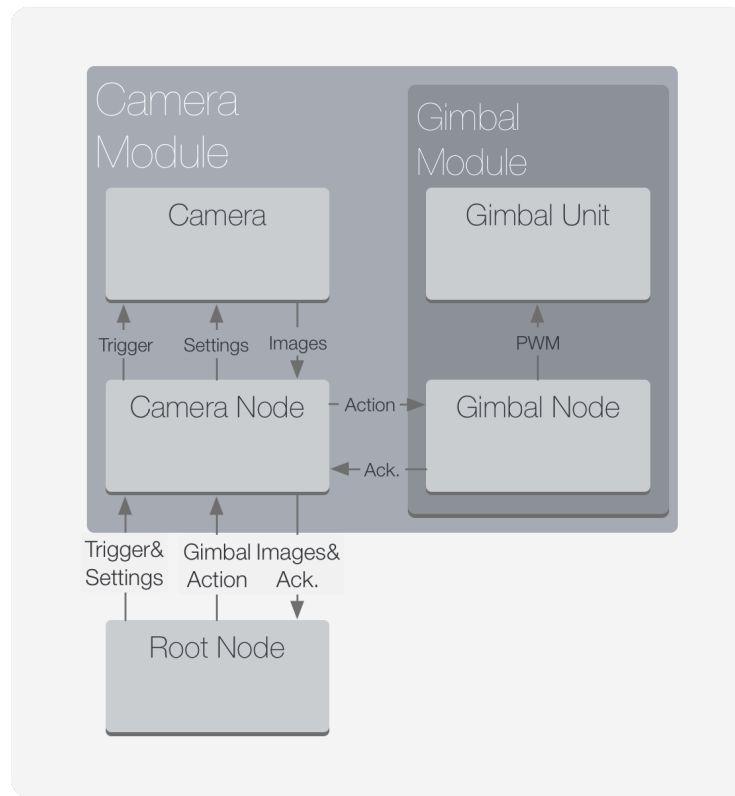 Camera
Module
Gimbal
Module
Camera
Gimbal Unit
Trigger
Settings
Images
PWM
Camera Node
Action
Gimbal Node
Ack.
Trigger&
Settings
Gimbal
Action
Images&
Ack.
Root Node